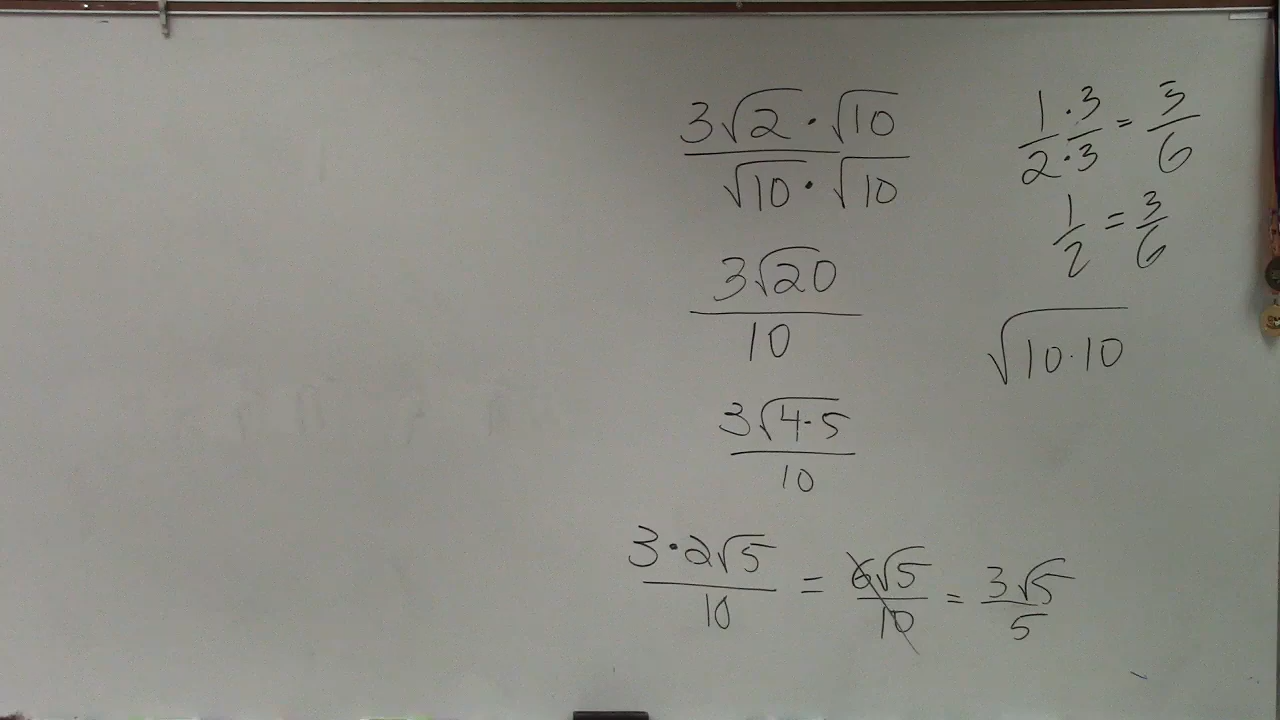 3√2 · √10 / √10 · √10
3√20 / 10
3√4·5 / 10
3·2√5 / 10 = 6√5 / 10 = 3√5 / 5
1·3 / 2·3 = 3 / 6
1 / 2 = 3 / 6
√10·10